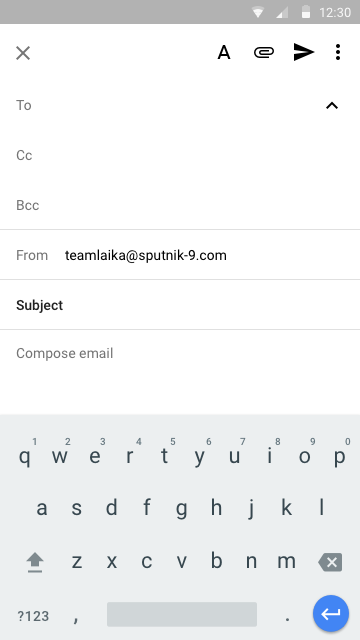 12:30
A
To
Cc
Bcc
From teamlaika@sputnik-9.com
Subject
Compose email
1 2 3 4 5 6 7 8 9 0
q w e r t y u i o p
a s d f g h j k l
z x c v b n m
?123 , .